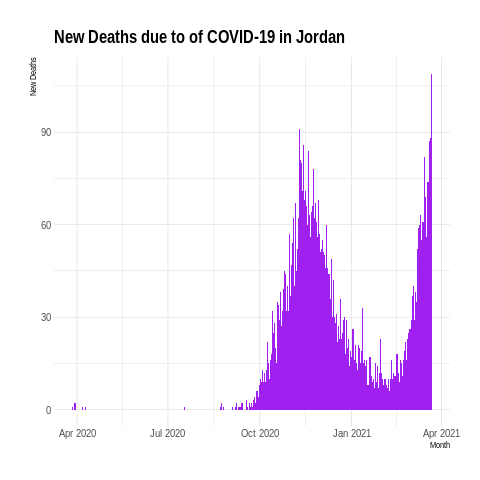 New Deaths due to of COVID-19 in Jordan
New Deaths
90
60
30
0
Apr 2020
Jul 2020
Oct 2020
Jan 2021
Apr 2021
Month